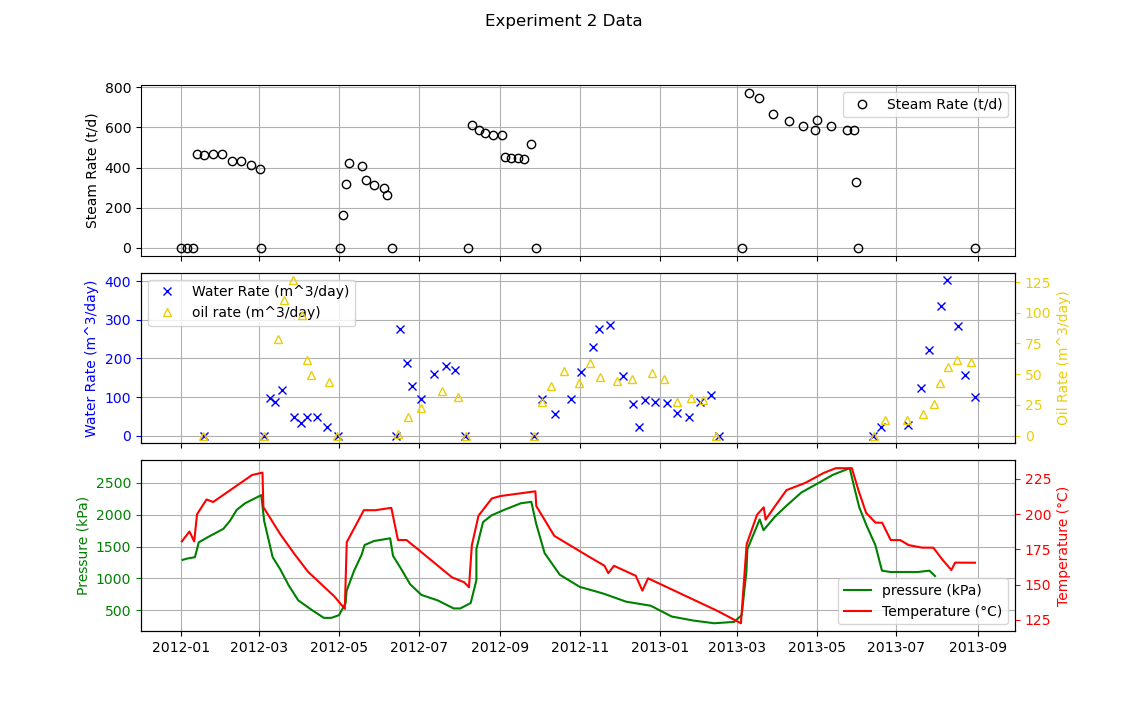 Experiment 2 Data
800
600
400
200
0
Steam Rate (t/d)
Steam Rate (t/d)
400
300
200
100
0
Water Rate (m^3/day)
Water Rate (m^3/day)
oil rate (m^3/day)
125
100
75
50
25
0
Oil Rate (m^3/day)
2500
2000
1500
1000
500
Pressure (kPa)
pressure (kPa)
Temperature (°C)
225
200
175
150
125
Temperature (°C)
2012-01 2012-03 2012-05 2012-07 2012-09 2012-11 2013-01 2013-03 2013-05 2013-07 2013-09